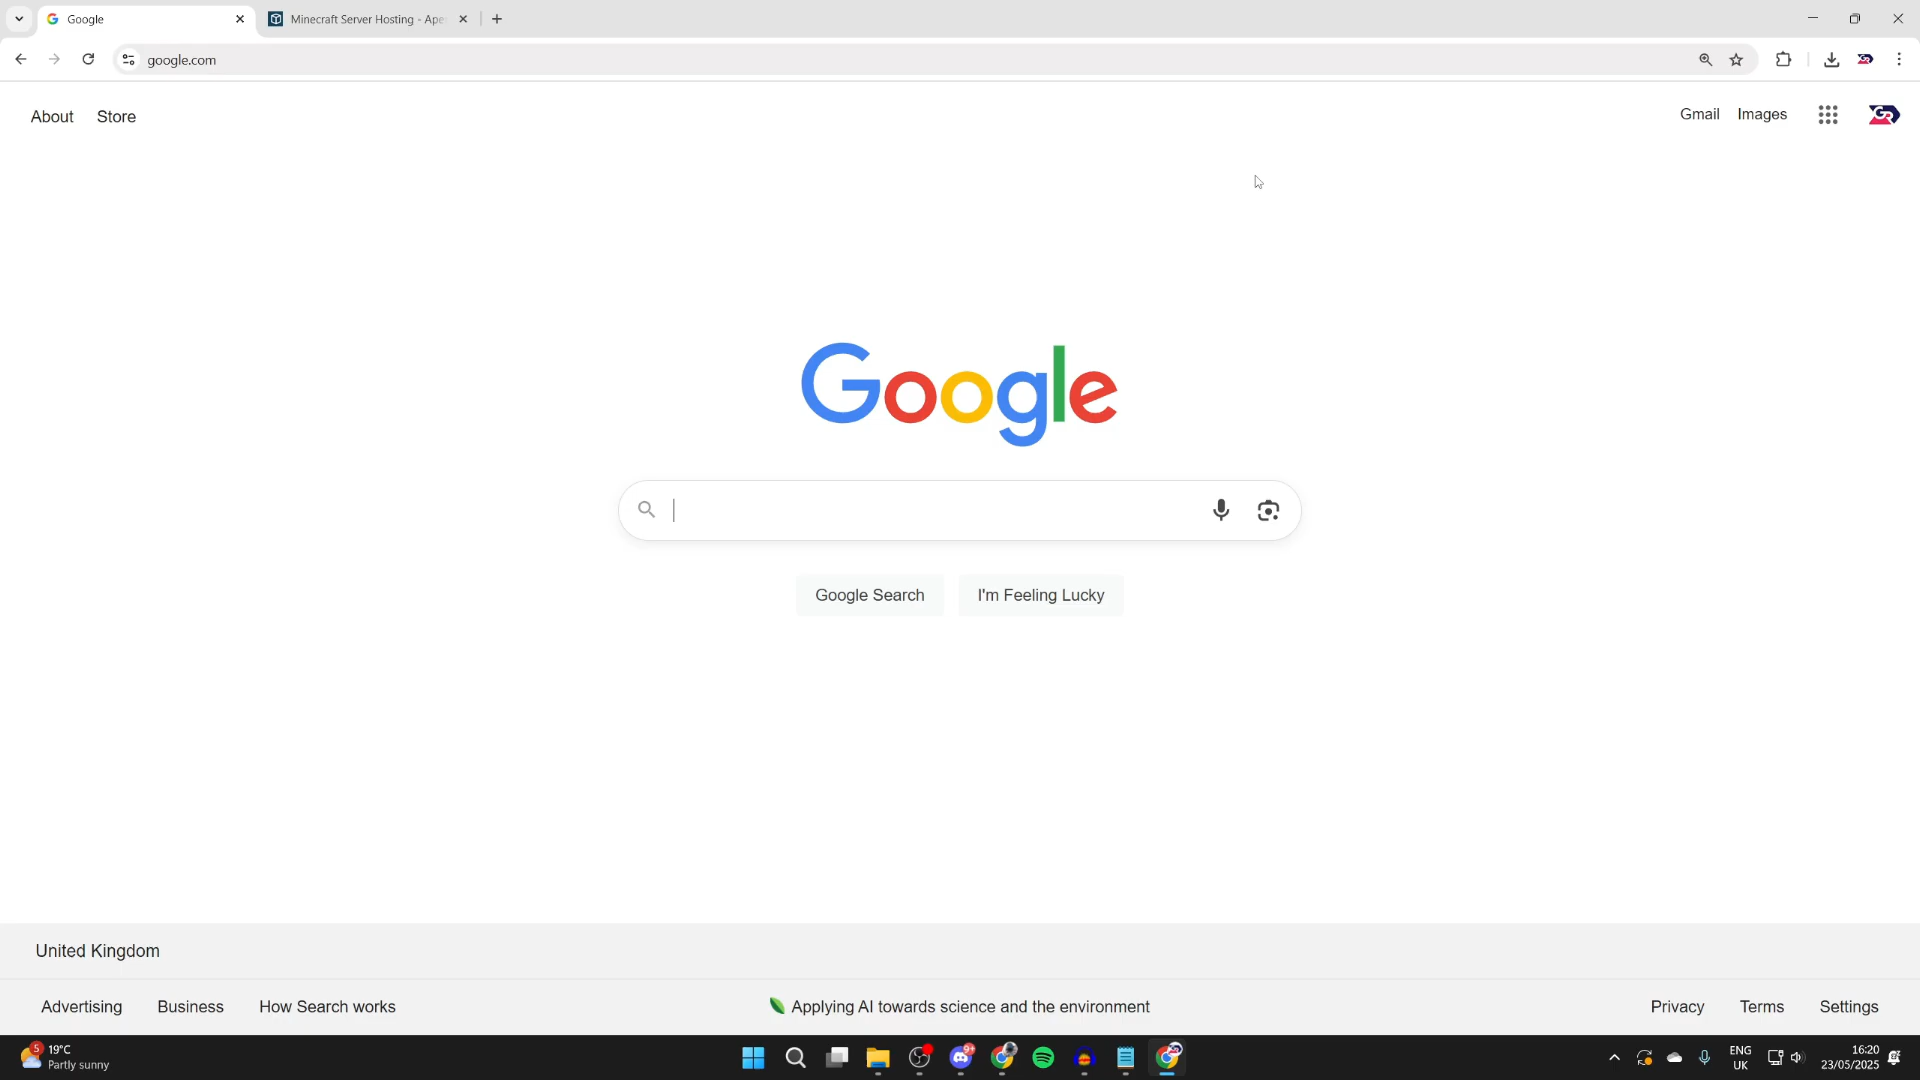 Google
Minecraft Server Hosting - Ape
google.com
About
Store
Gmail
Images
Google
Google Search
I'm Feeling Lucky
United Kingdom
Advertising
Business
How Search works
Applying AI towards science and the environment
Privacy
Terms
Settings
5
19°C
Partly sunny
9+
ENG
UK
16:20
23/05/2025